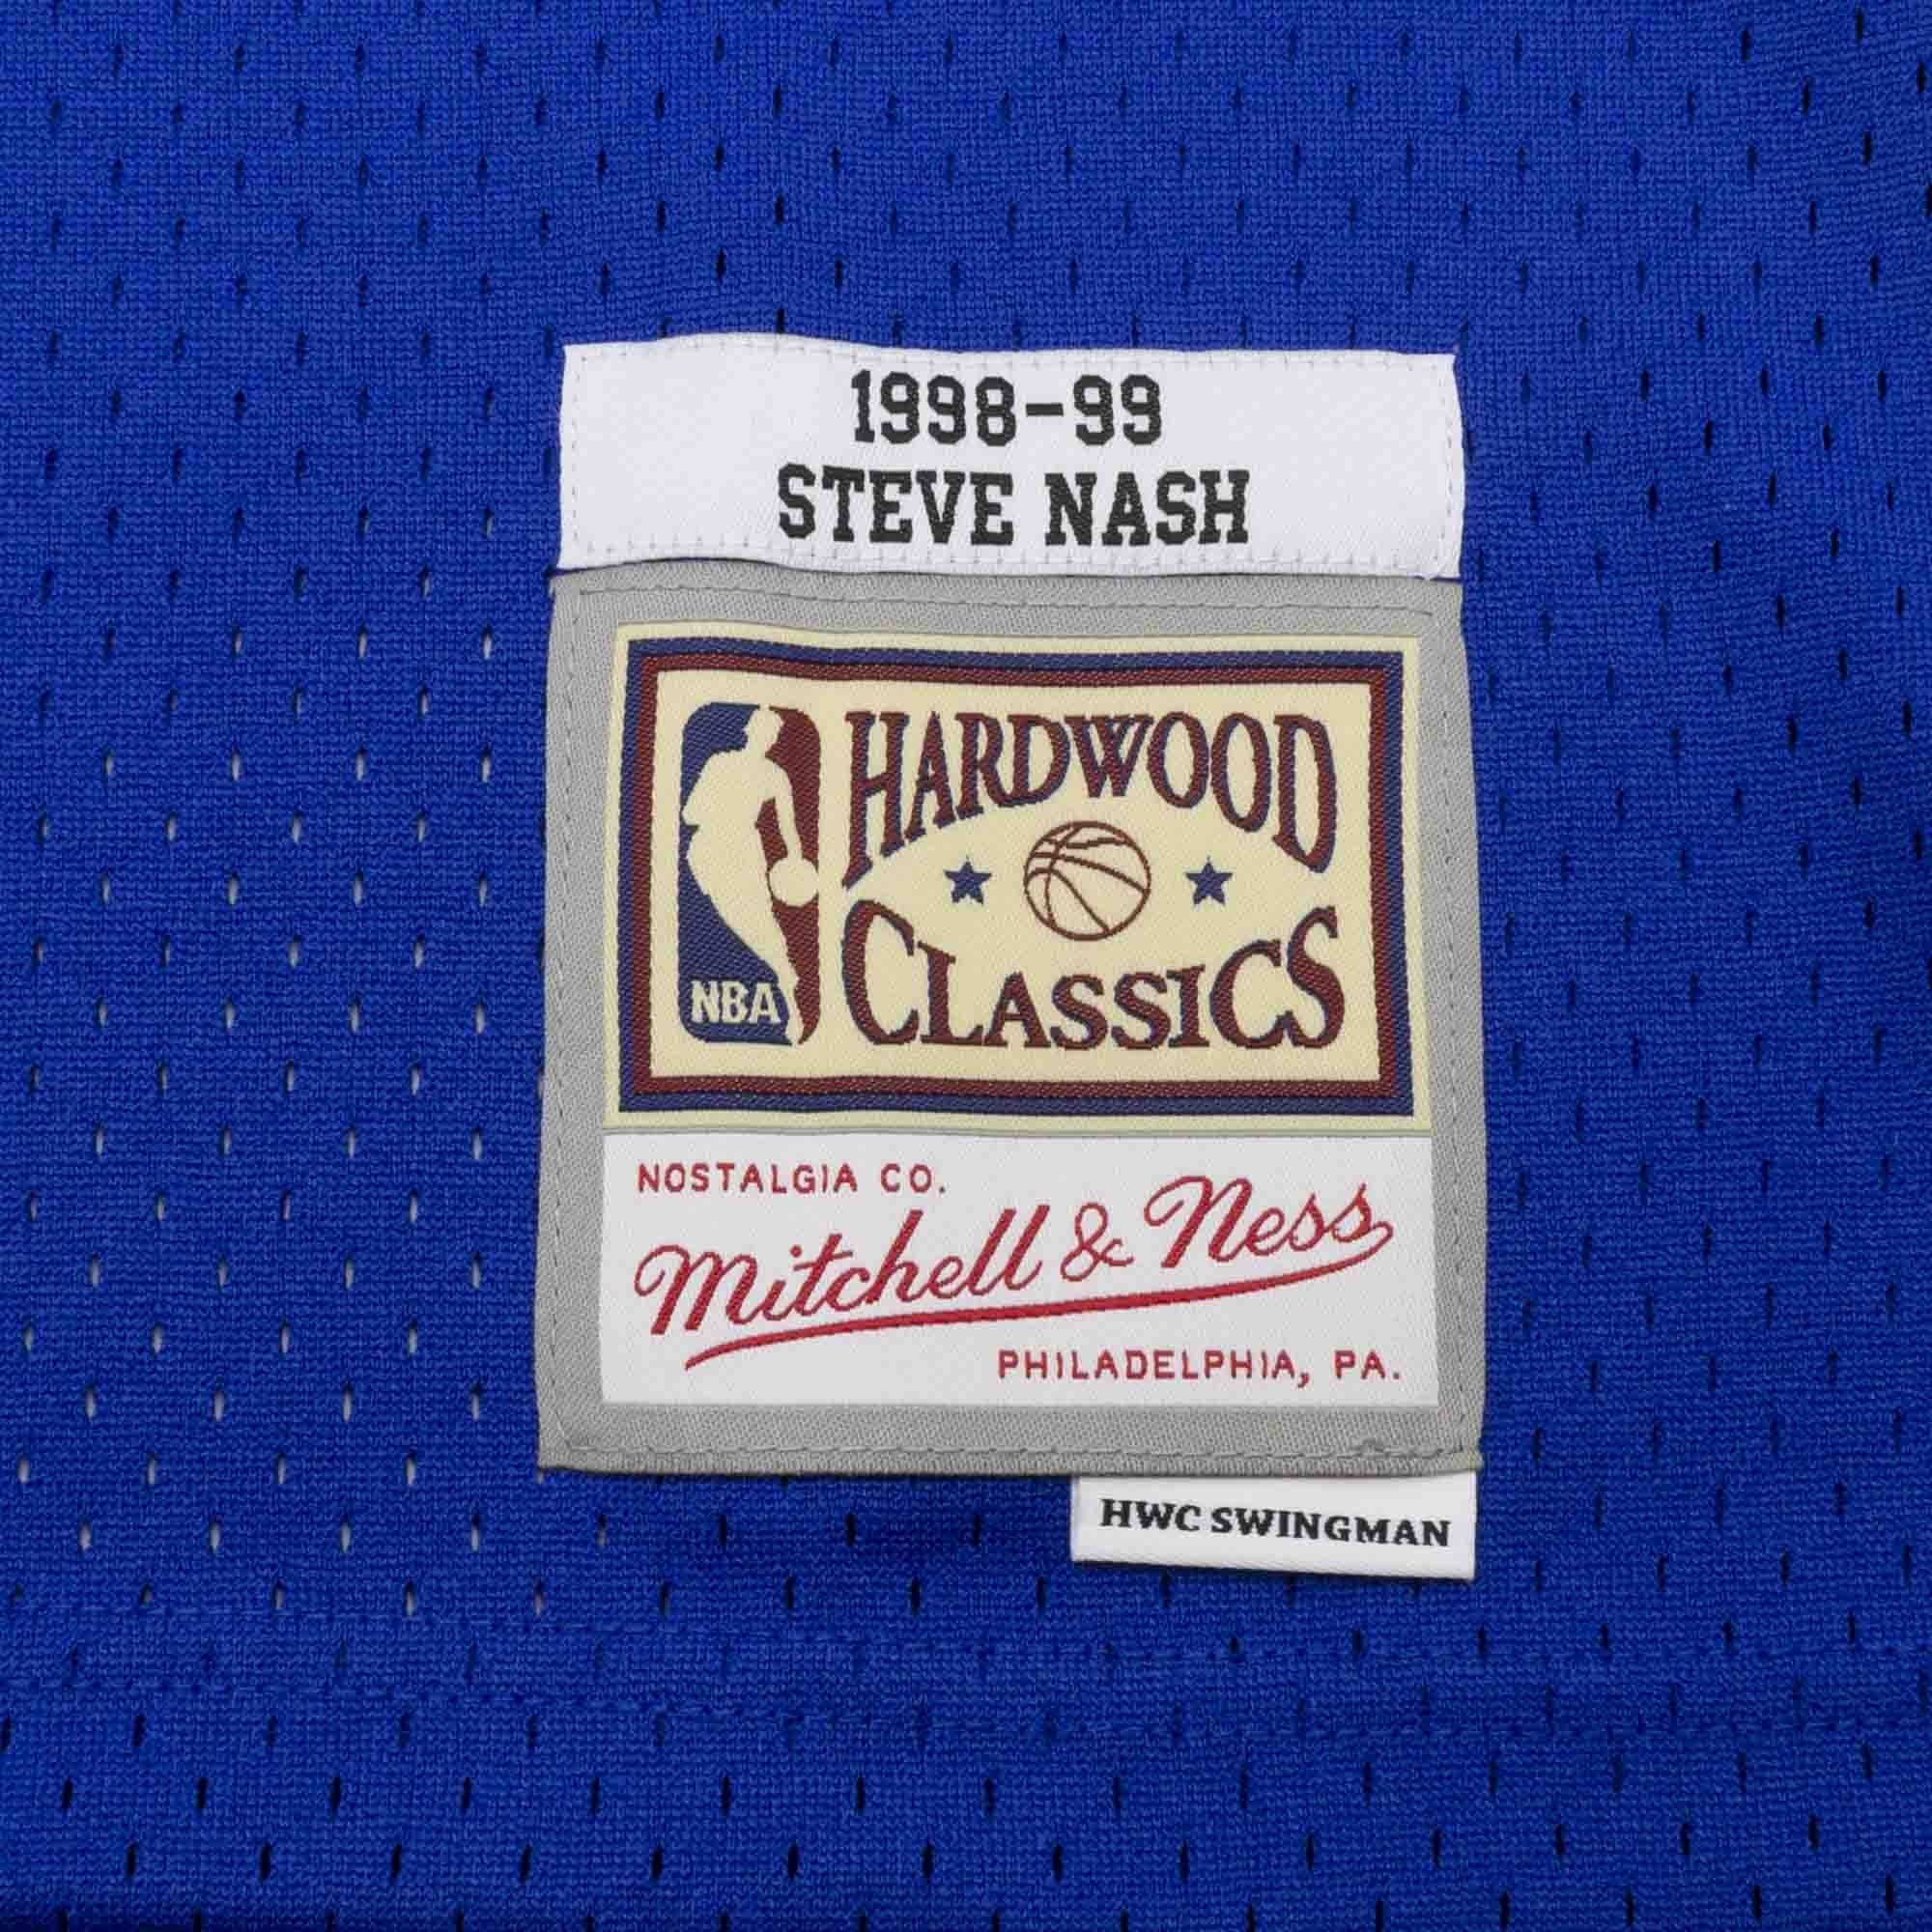 1998-99
STEVE NASH
NBA
HARDWOOD
CLASSICS
NOSTALGIA CO.
Mitchell & Ness
PHILADELPHIA, PA.
HWC SWINGMAN